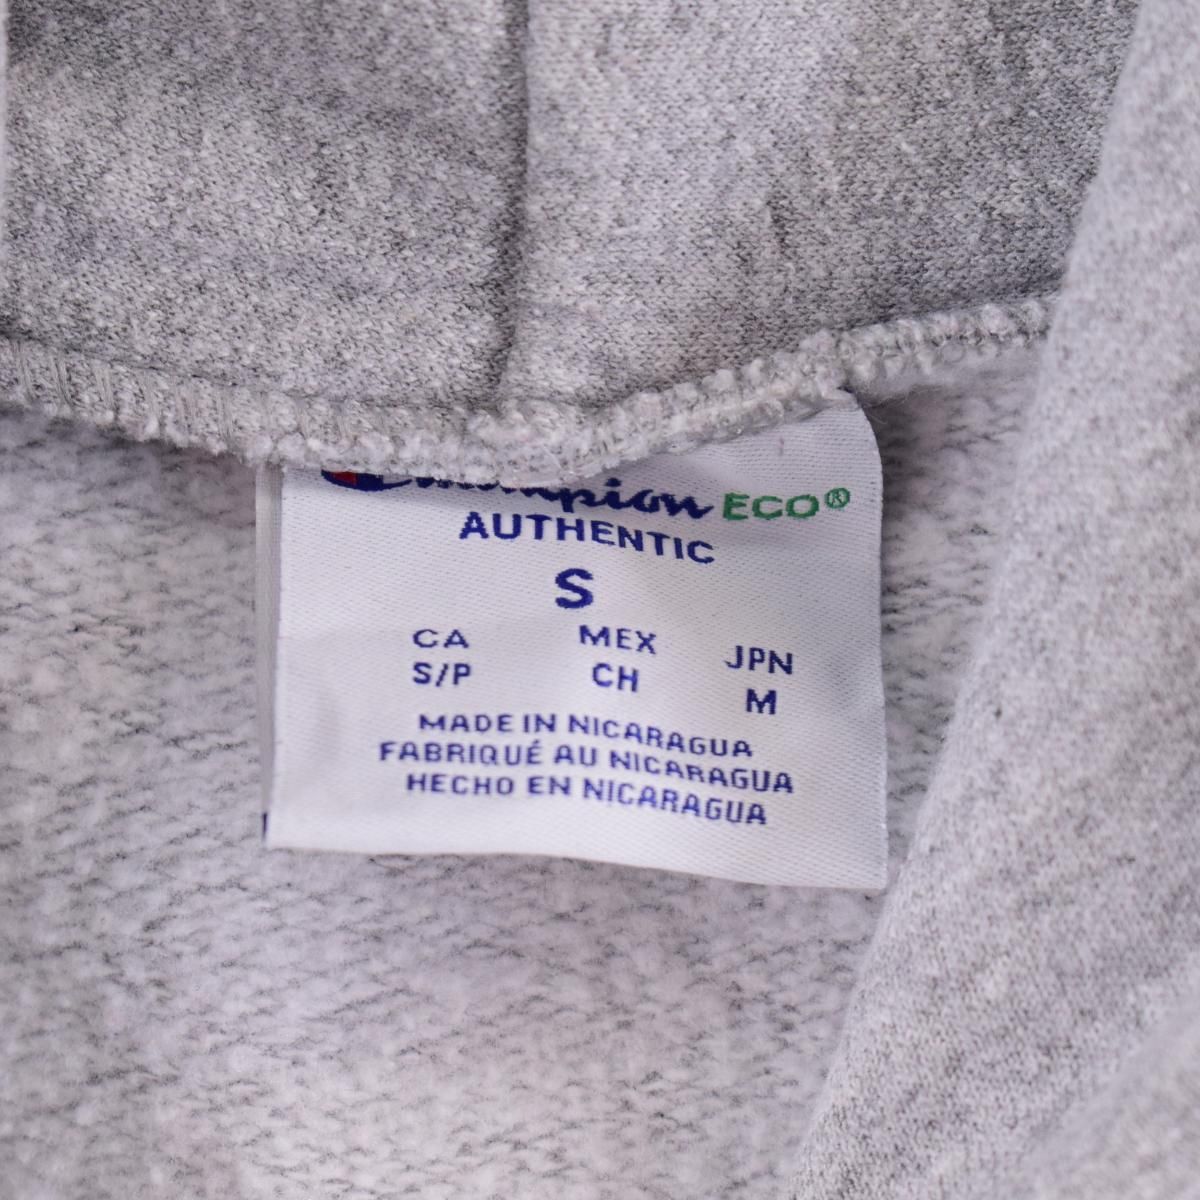 Champion ECO®
AUTHENTIC
S
CA MEX JPN
S/P CH M
MADE IN NICARAGUA
FABRIQUÉ AU NICARAGUA
HECHO EN NICARAGUA